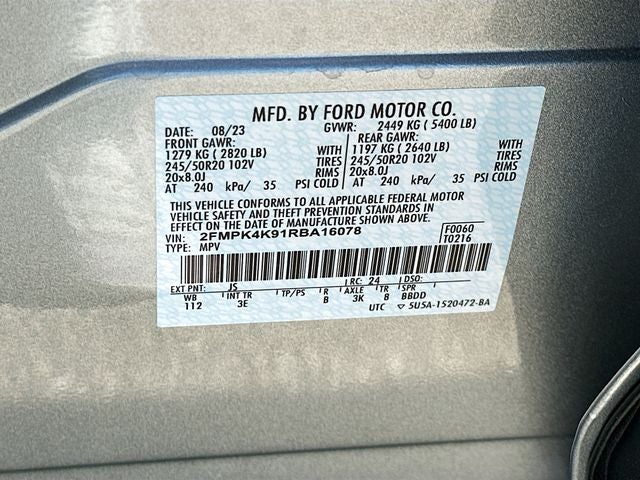 MFD. BY FORD MOTOR CO.
DATE: 08/23 GVWR: 2449 KG ( 5400 LB)
FRONT GAWR: REAR GAWR:
1279 KG ( 2820 LB) WITH 1197 KG ( 2640 LB) WITH
245/50R20 102V TIRES 245/50R20 102V TIRES
20x8.0J RIMS 20x8.0J RIMS
AT 240 kPa/ 35 PSI COLD AT 240 kPa/ 35 PSI COLD
THIS VEHICLE CONFORMS TO ALL APPLICABLE FEDERAL MOTOR
VEHICLE SAFETY AND THEFT PREVENTION STANDARDS IN
EFFECT ON THE DATE OF MANUFACTURE SHOWN ABOVE.
VIN: 2FMPK4K91RBA16078 F0060
TYPE: MPV T0216
EXT PNT: JS RC: 24 DSO:
WB INT TR TP/PS R AXLE TR SPR
112 3E B 3K B BBDD
UTC ▽ 5U5A-1520472-BA